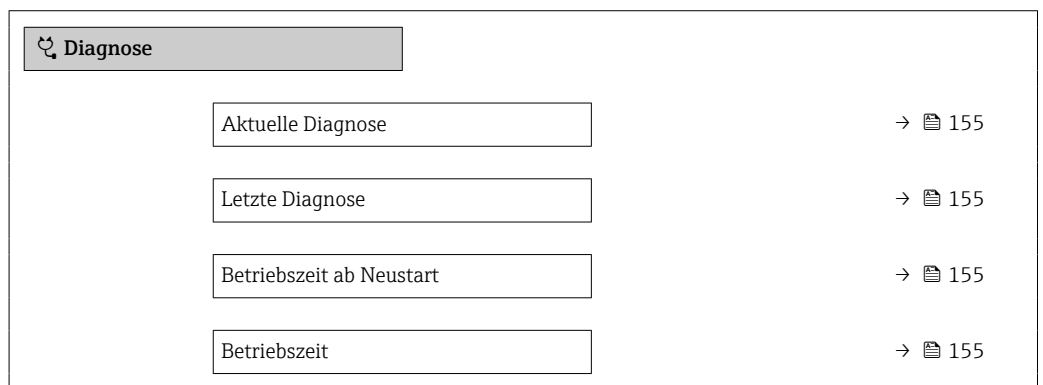 Diagnose
Aktuelle Diagnose → 155
Letzte Diagnose → 155
Betriebszeit ab Neustart → 155
Betriebszeit → 155